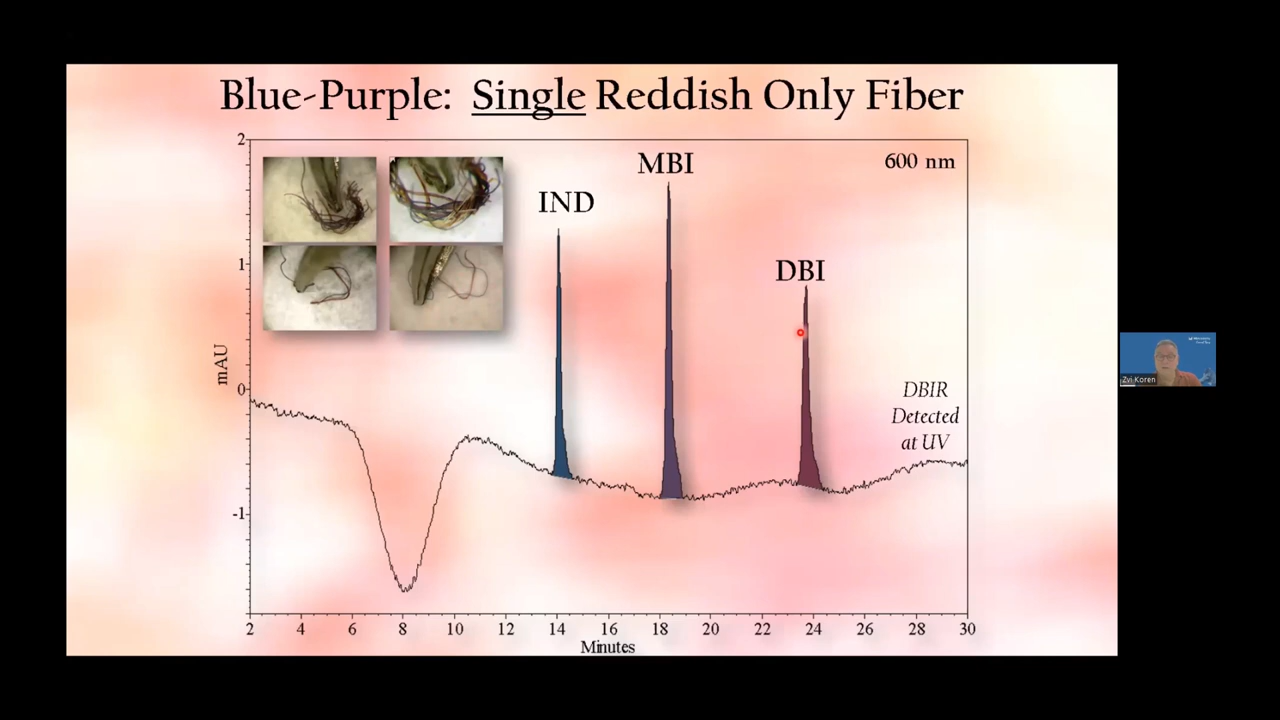 Blue-Purple: Single Reddish Only Fiber
2
1
0
-1
mAU
IND
MBI
DBI
600 nm
DBIR
Detected
at UV
2 4 6 8 10 12 14 16 18 20 22 24 26 28 30
Minutes
Zvi Koren